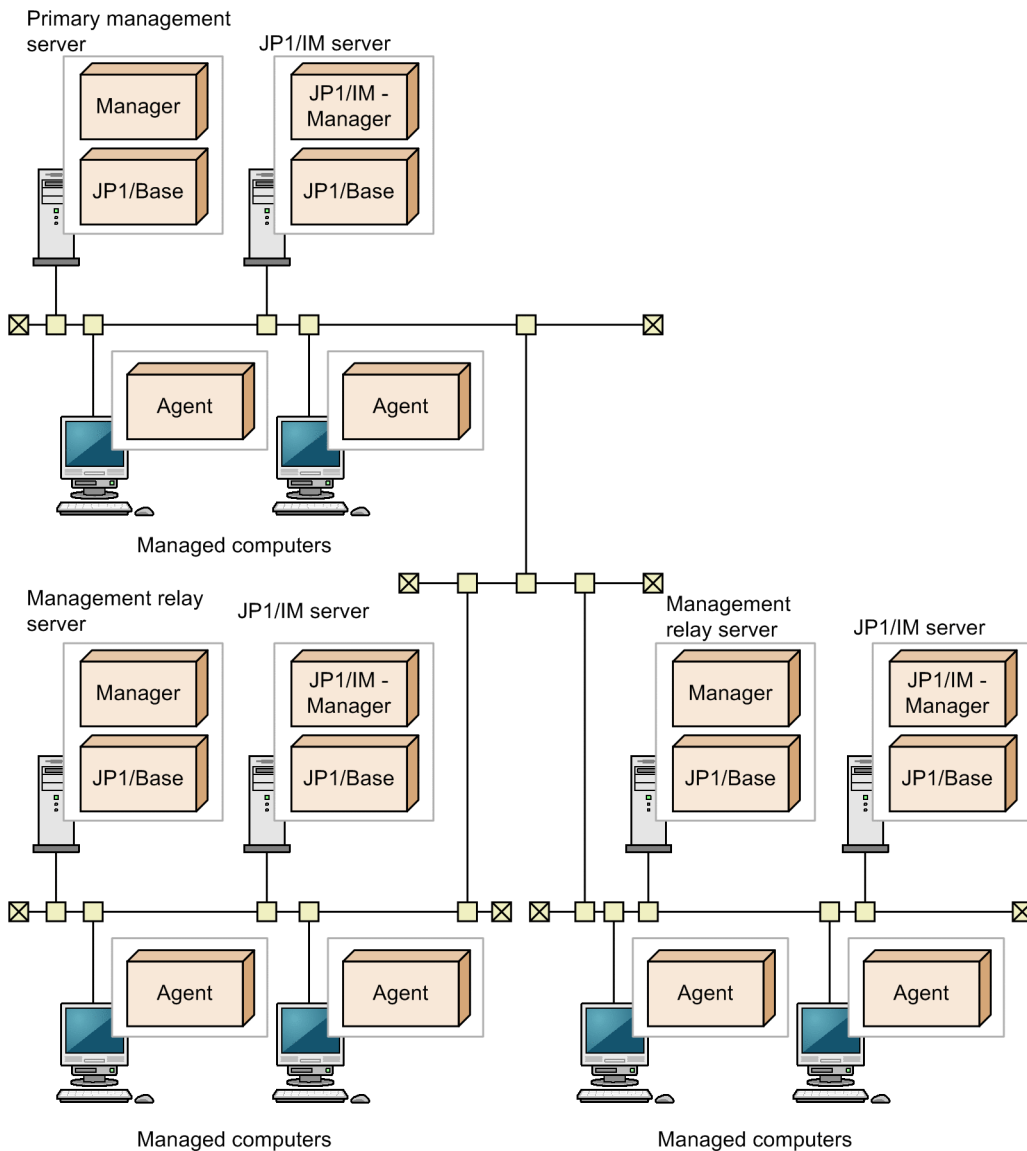 Primary management
server
JP1/IM server
Manager
JP1/Base
JP1/IM -
Manager
JP1/Base
Agent
Agent
Managed computers
Management relay
server
JP1/IM server
Manager
JP1/Base
JP1/IM -
Manager
JP1/Base
Agent
Agent
Managed computers
Management
relay server
JP1/IM server
Manager
JP1/Base
JP1/IM -
Manager
JP1/Base
Agent
Agent
Managed computers